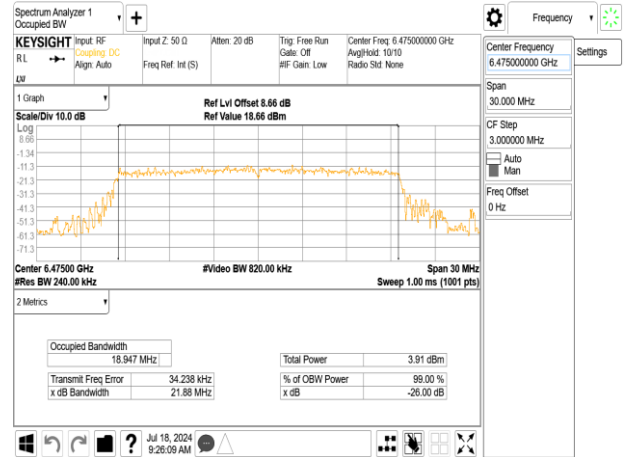 Spectrum Analyzer 1
Occupied BW
Frequency
KEYSIGHT
R L
Input: RF
Coupling: DC
Align: Auto
Input Z: 50 Ω
Freq Ref: Int (S)
Atten: 20 dB
Trig: Free Run
Gate: Off
#IF Gain: Low
Center Freq: 6.475000000 GHz
Avg|Hold: 10/10
Radio Std: None
Center Frequency
6.475000000 GHz
Settings
Span
30.000 MHz
CF Step
3.000000 MHz
Auto
Man
Freq Offset
0 Hz
1 Graph
Scale/Div 10.0 dB
Ref Lvl Offset 8.66 dB
Ref Value 18.66 dBm
Log
8.66
-1.34
-11.3
-21.3
-31.3
-41.3
-51.3
-61.3
-71.3
Center 6.47500 GHz
#Video BW 820.00 kHz
Span 30 MHz
#Res BW 240.00 kHz
Sweep 1.00 ms (1001 pts)
2 Metrics
Occupied Bandwidth
18.947 MHz
Total Power 3.91 dBm
Transmit Freq Error 34.238 kHz
% of OBW Power 99.00 %
x dB Bandwidth 21.88 MHz
x dB -26.00 dB
?
Jul 18, 2024
9:26:09 AM